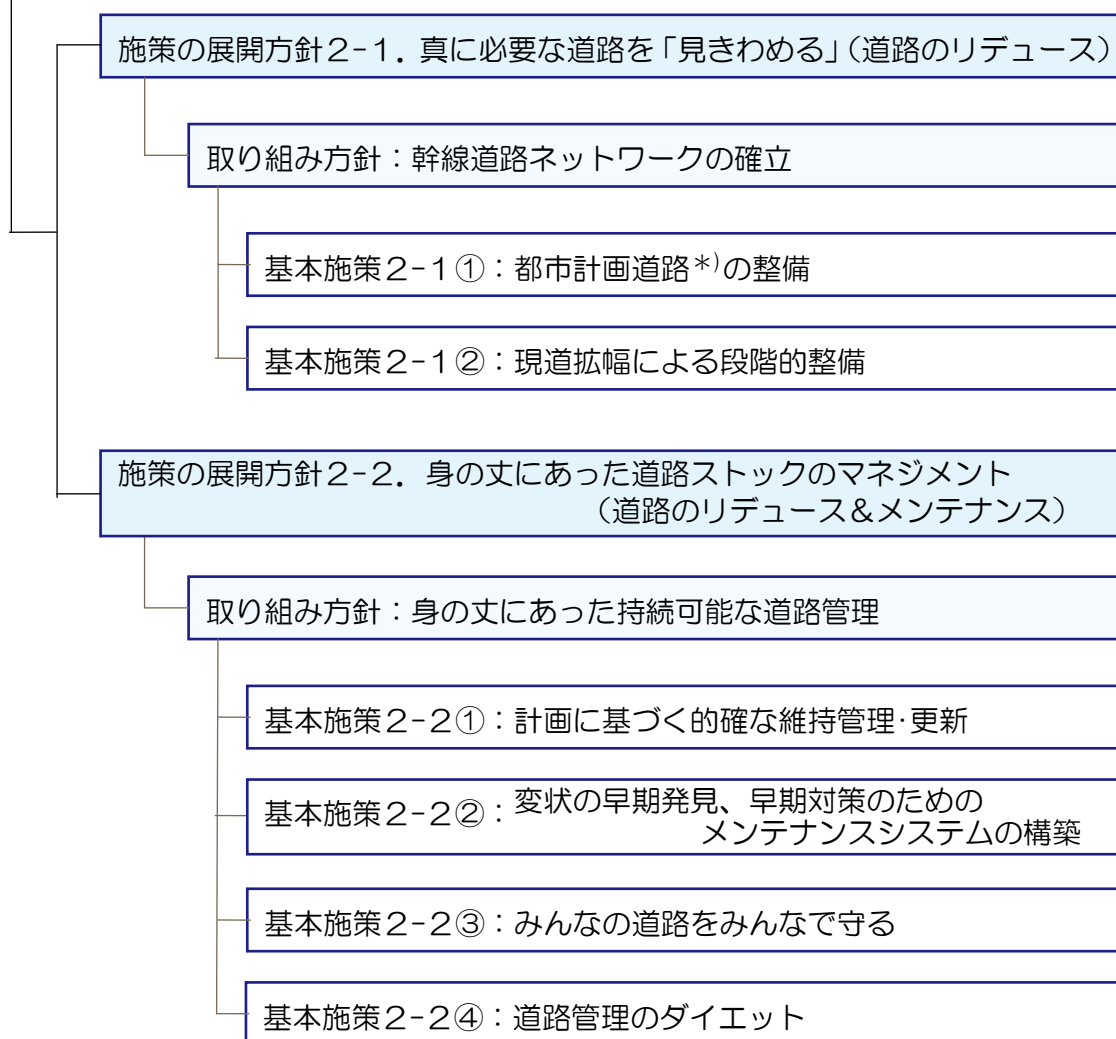 施策の展開方針２-１．真に必要な道路を「見きわめる」（道路のリデュース）
取り組み方針：幹線道路ネットワークの確立
基本施策２-１①：都市計画道路*)の整備
基本施策２-１②：現道拡幅による段階的整備
施策の展開方針２-２．身の丈にあった道路ストックのマネジメント
（道路のリデュース＆メンテナンス）
取り組み方針：身の丈にあった持続可能な道路管理
基本施策２-２①：計画に基づく的確な維持管理･更新
基本施策２-２②：変状の早期発見、早期対策のための
メンテナンスシステムの構築
基本施策２-２③：みんなの道路をみんなで守る
基本施策２-２④：道路管理のダイエット